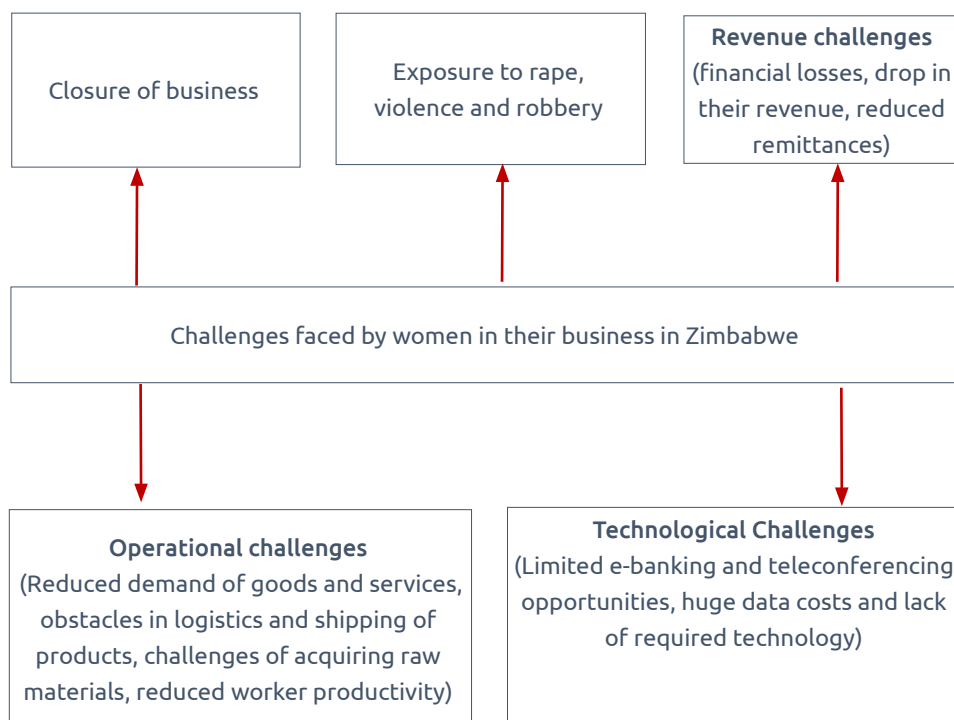 Closure of business
Exposure to rape,
violence and robbery
Revenue challenges
(financial losses, drop in
their revenue, reduced
remittances)
Challenges faced by women in their business in Zimbabwe
Operational challenges
(Reduced demand of goods and services,
obstacles in logistics and shipping of
products, challenges of acquiring raw
materials, reduced worker productivity)
Technological Challenges
(Limited e-banking and teleconferencing
opportunities, huge data costs and lack
of required technology)